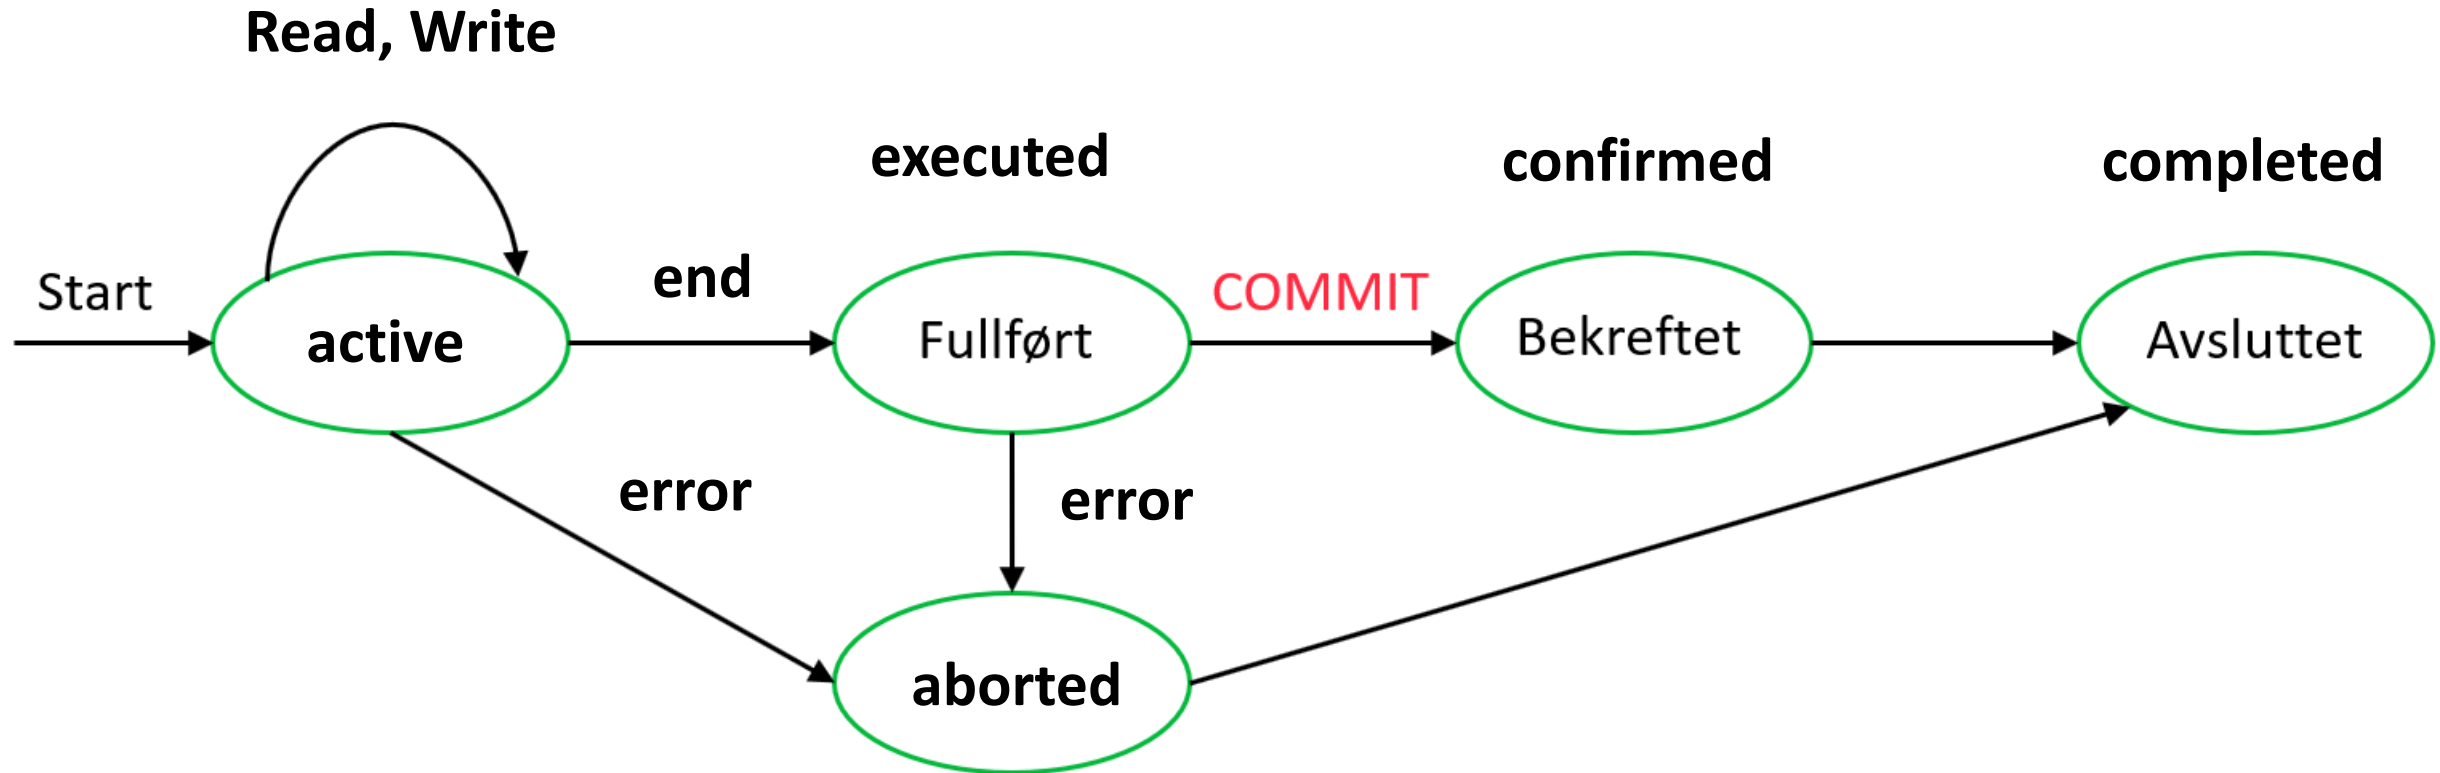 Read, Write
executed
confirmed
completed
Start
end
COMMIT
active
Fullført
Bekreftet
Avsluttet
error
error
aborted